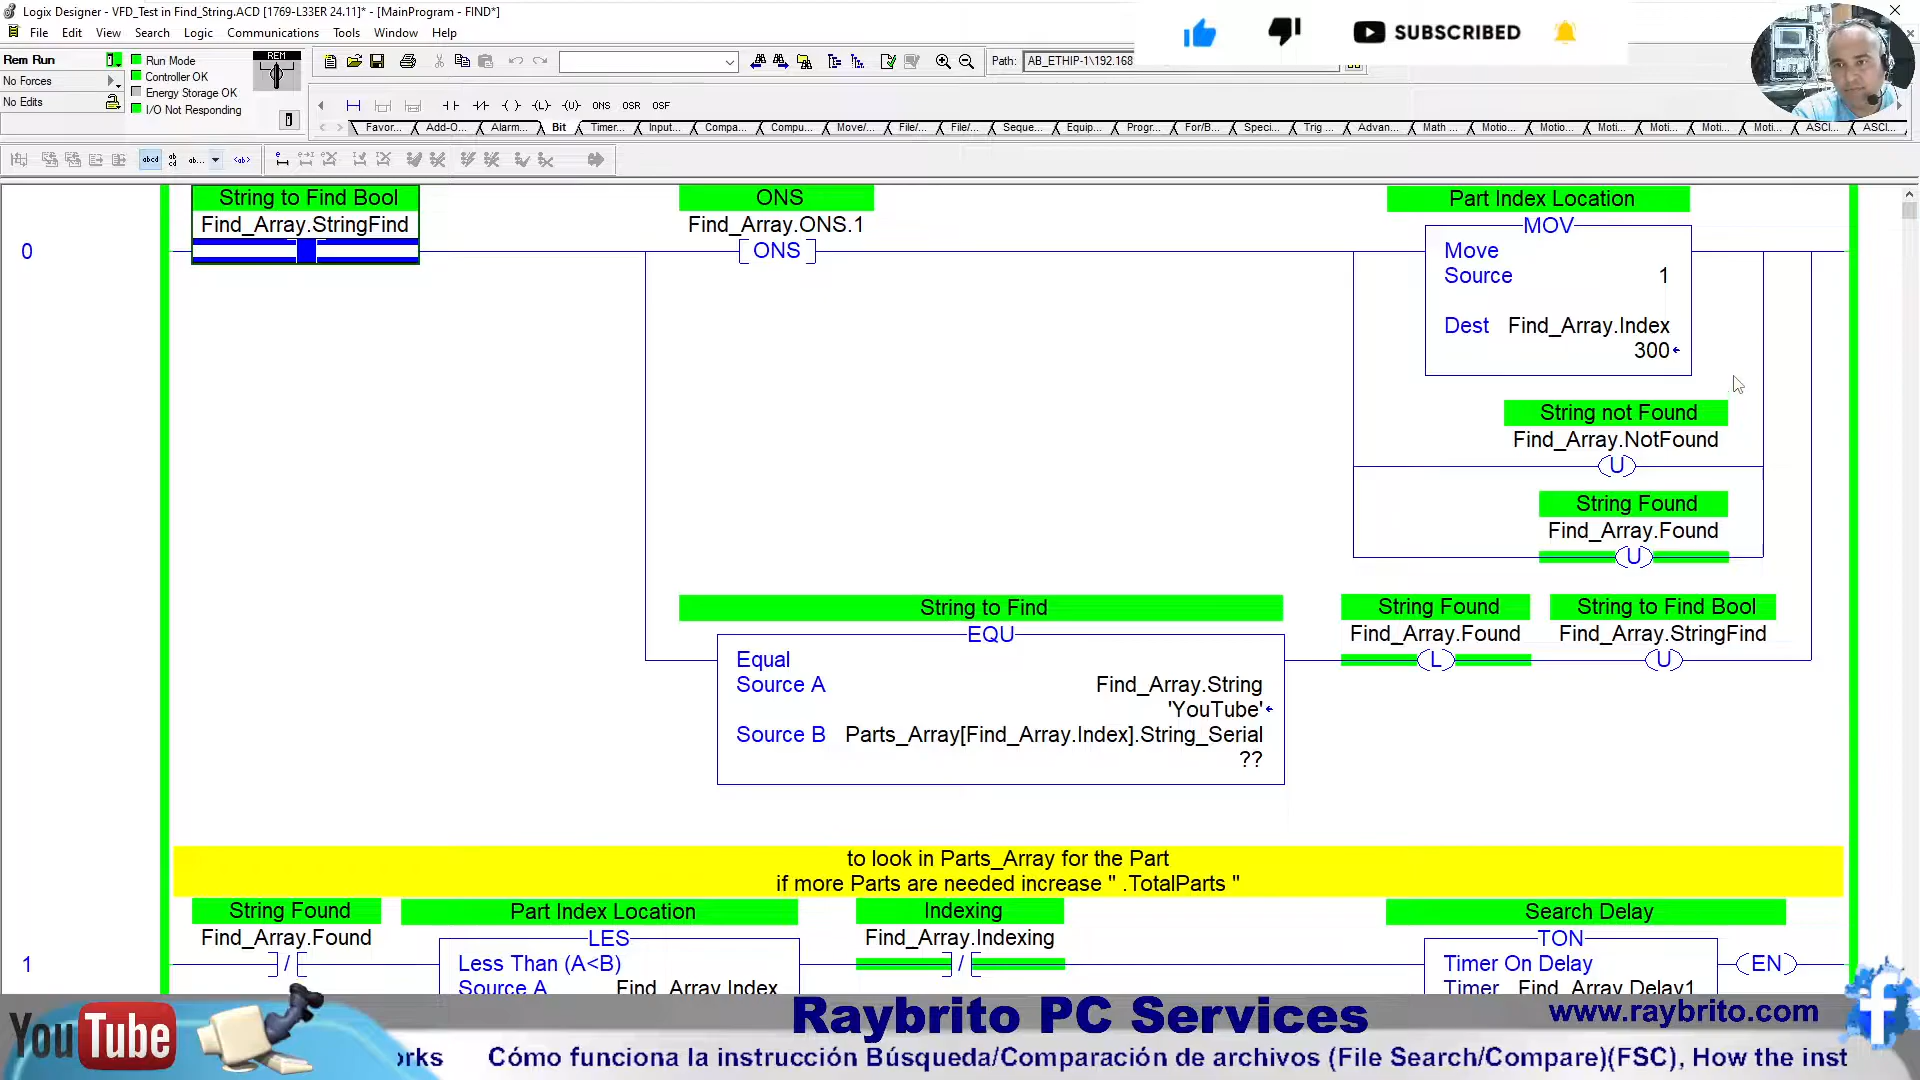 Logix Designer - VFD_Test in Find_String.ACD [1769-L33ER 24.11]* - [MainProgram - FIND*]
File Edit View Search Logic Communications Tools Window Help
SUBSCRIBED
Rem Run
No Forces
No Edits
Run Mode
Controller OK
Energy Storage OK
I/O Not Responding
REM
Path: AB_ETHIP-1\192.168
ONS OSR OSF
Favor... Add-O... Alarm... Bit Timer... Input... Compa... Compu... Move/... File/... File/... Seque... Equip... Progr... For/B... Speci... Trig ... Advan... Math ... Motio... Motio... Moti... Moti... Moti... ASCI... ASCI...
0
String to Find Bool
Find_Array.StringFind
ONS
Find_Array.ONS.1
ONS
Part Index Location
MOV
Move
Source 1
Dest Find_Array.Index
300
String not Found
Find_Array.NotFound
U
String Found
Find_Array.Found
U
String to Find
EQU
Equal
Source A Find_Array.String
'YouTube'
Source B Parts_Array[Find_Array.Index].String_Serial
??
String Found
Find_Array.Found
L
String to Find Bool
Find_Array.StringFind
U
to look in Parts_Array for the Part
if more Parts are needed increase " .TotalParts "
1
String Found
Find_Array.Found
Part Index Location
LES
Less Than (A<B)
Source A Find_Array.Index
Indexing
Find_Array.Indexing
Search Delay
TON
Timer On Delay
Timer Find_Array.Delay1
EN
YouTube
Raybrito PC Services
www.raybrito.com
orks Cómo funciona la instrucción Búsqueda/Comparación de archivos (File Search/Compare)(FSC), How the inst